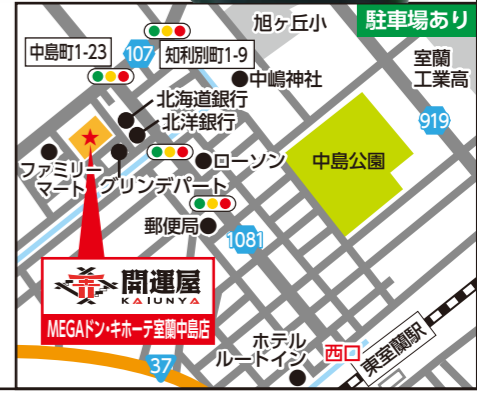 旭ヶ丘小
駐車場あり
中島町1-23
107
知利別町1-9
室蘭
工業高
中嶋神社
北海道銀行
北洋銀行
919
ファミリー
マート
グリンデパート
ローソン
中島公園
郵便局
1081
開運屋
KAIUNYA
MEGAドン・キホーテ室蘭中島店
ホテル
ルートイン
西口
東室蘭駅
37